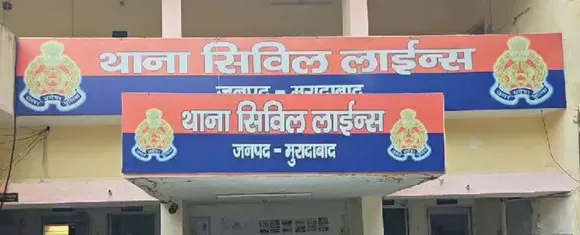 थाना सिविल लाईन्स
जनपद - मुरादाबाद
थाना सिविल लाईन्स
जनपद - मुरादाबाद